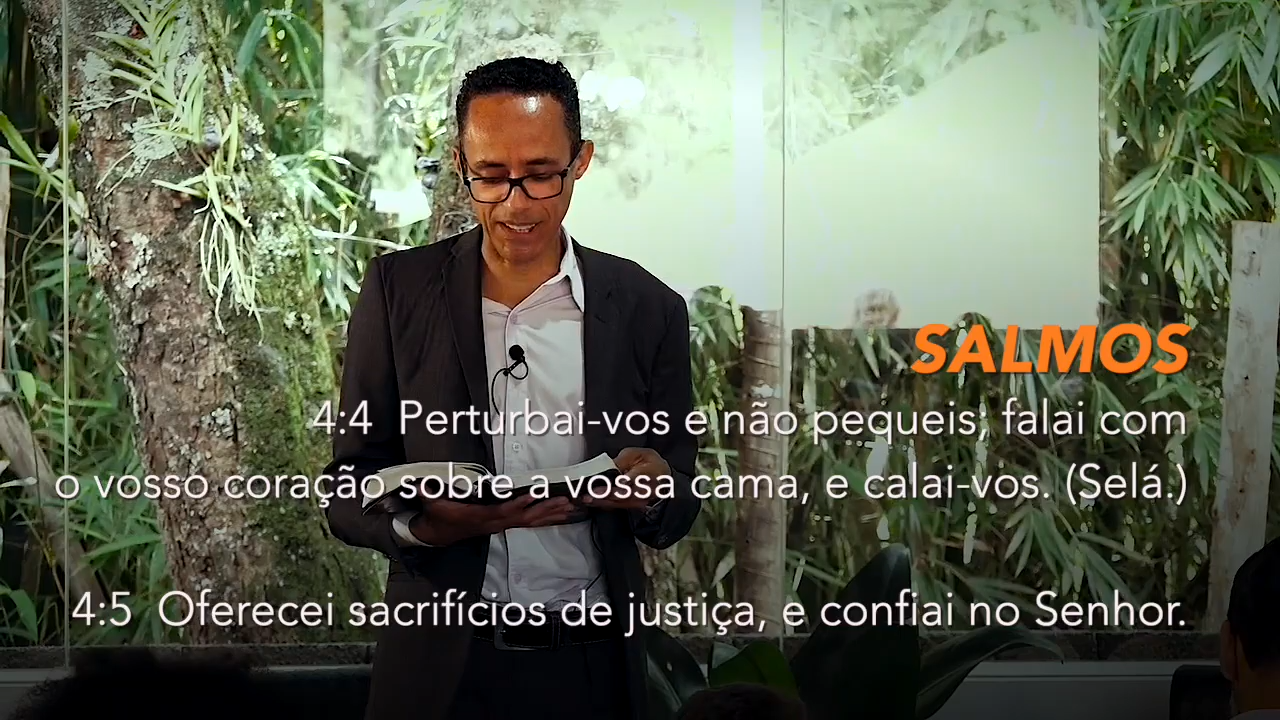 SALMOS
4:4 Perturbai-vos e não pequeis; falai com
o vosso coração sobre a vossa cama, e calai-vos. (Selá.)
4:5 Oferecei sacrifícios de justiça, e confiai no Senhor.